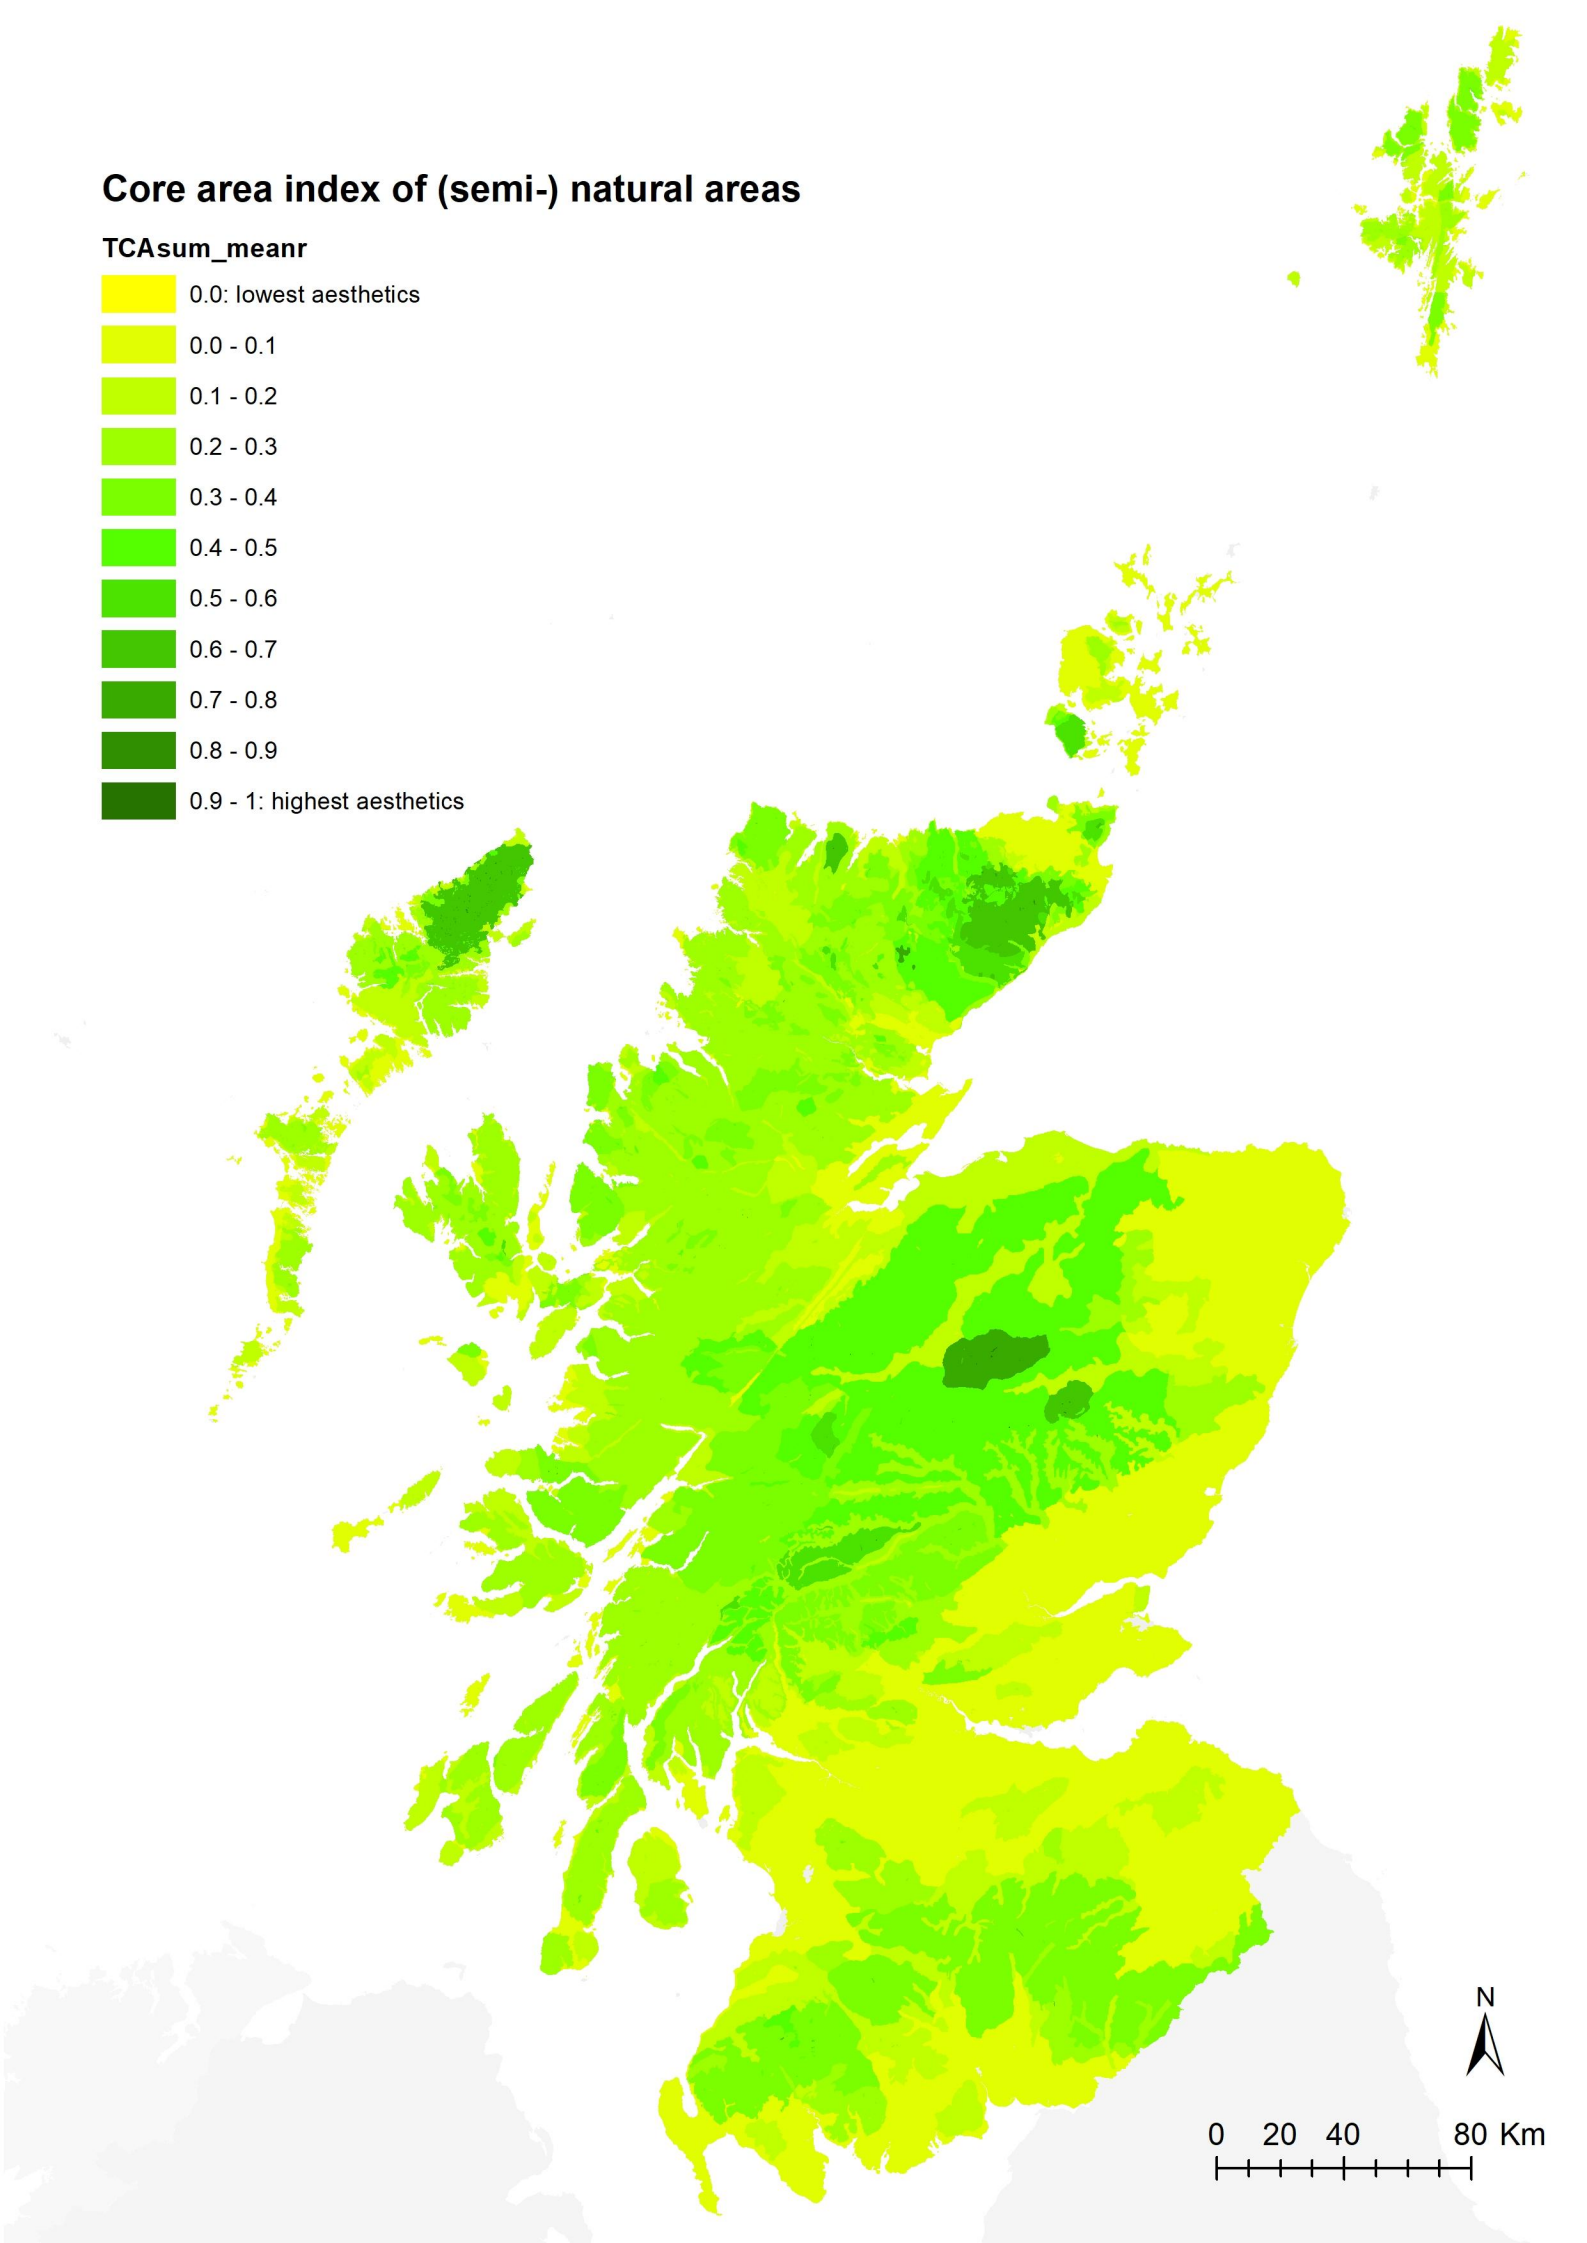 Core area index of (semi-) natural areas
TCAsum_meanr
0.0: lowest aesthetics
0.0 - 0.1
0.1 - 0.2
0.2 - 0.3
0.3 - 0.4
0.4 - 0.5
0.5 - 0.6
0.6 - 0.7
0.7 - 0.8
0.8 - 0.9
0.9 - 1: highest aesthetics
N
0 20 40 80 Km